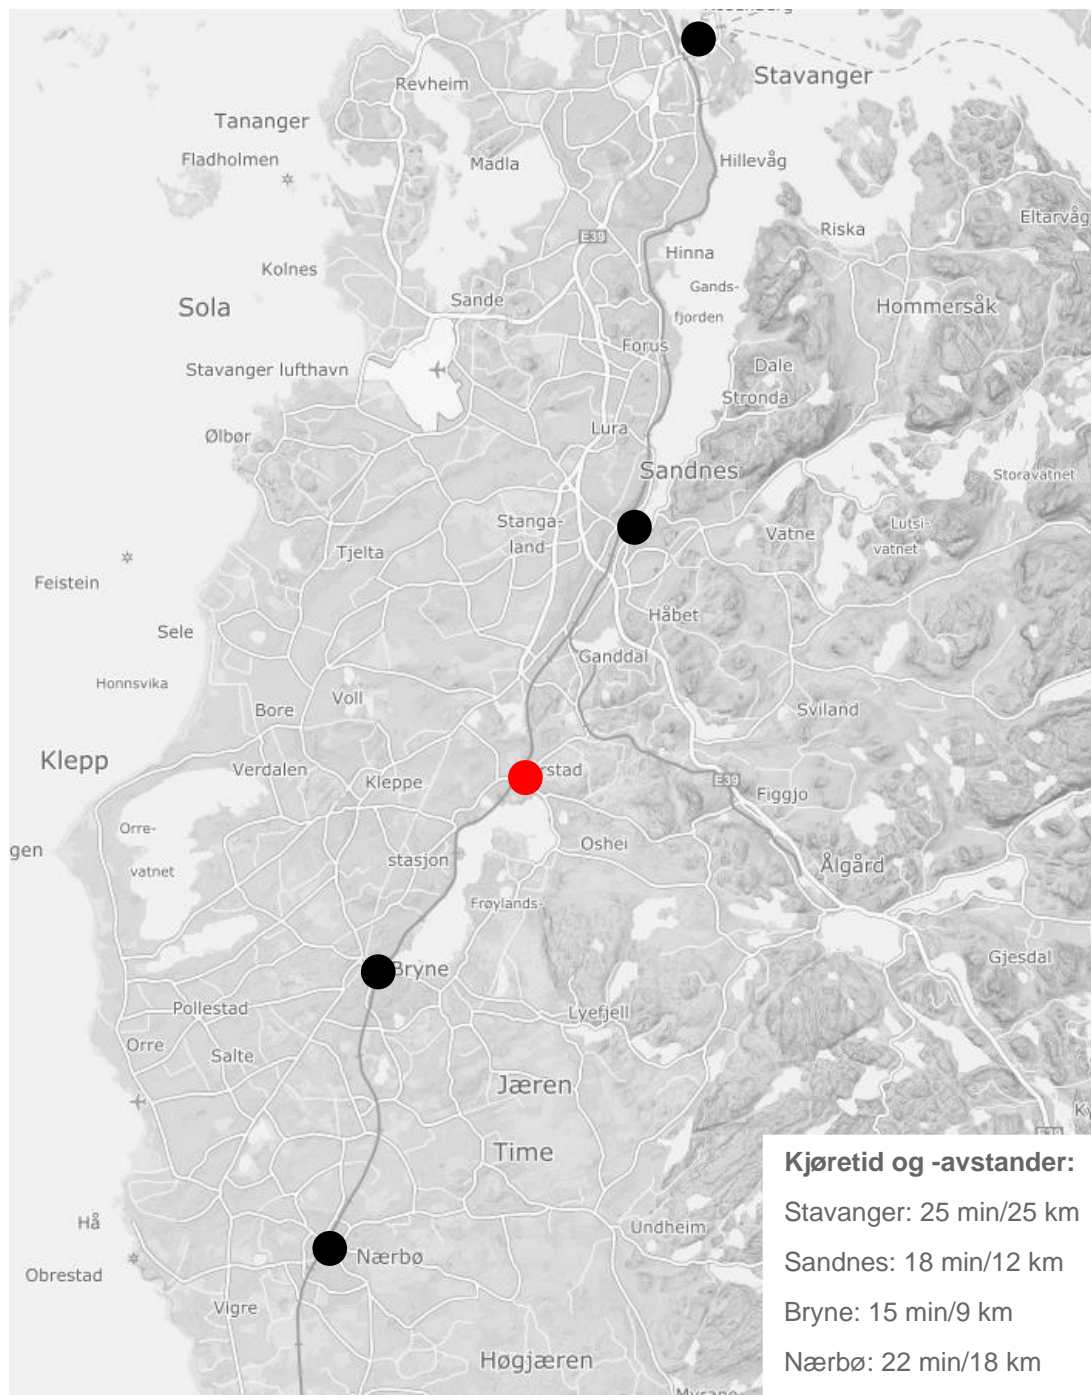 Stavanger
Revheim
Tananger
Fladholmen
Madla
Hillevåg
Eltarvåg
Riska
E39
Hinna
Kolnes
Gands-
fjorden
Sande
Sola
Hommersåk
Forus
Stavanger lufthavn
Dale
Stronda
Lura
Ølbør
Sandnes
Storavatnet
Stanga-
land
Lutsi-
vatnet
Vatne
Tjelta
Feistein
Håbet
Sele
Ganddal
Honnsvika
Voll
Bore
Sviland
Klepp
Verdalen
Kleppe
rstad
E39
Figgjo
Orre-
vatnet
gen
Oshei
stasjon
Ålgård
Frøylands-
Bryne
Gjesdal
Pollestad
Lyefjell
Orre
Salte
Jæren
Time
Hå
Undheim
Nærbø
Obrestad
Vigre
Høgjæren
Kjøretid og -avstander:
Stavanger: 25 min/25 km
Sandnes: 18 min/12 km
Bryne: 15 min/9 km
Nærbø: 22 min/18 km